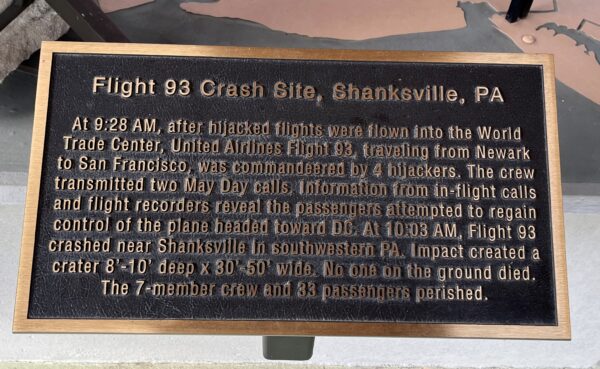 Flight 93 Crash Site, Shanksville, PA
At 9:28 AM, after hijacked flights were flown into the World
Trade Center, United Airlines Flight 93, traveling from Newark
to San Francisco, was commandeered by 4 hijackers. The crew
transmitted two May Day calls. Information from in-flight calls
and flight recorders reveal the passengers attempted to regain
control of the plane headed toward DC. At 10:03 AM, Flight 93
crashed near Shanksville in southwestern PA. Impact created a
crater 8'-10' deep x 30'-50' wide. No one on the ground died.
The 7-member crew and 33 passengers perished.